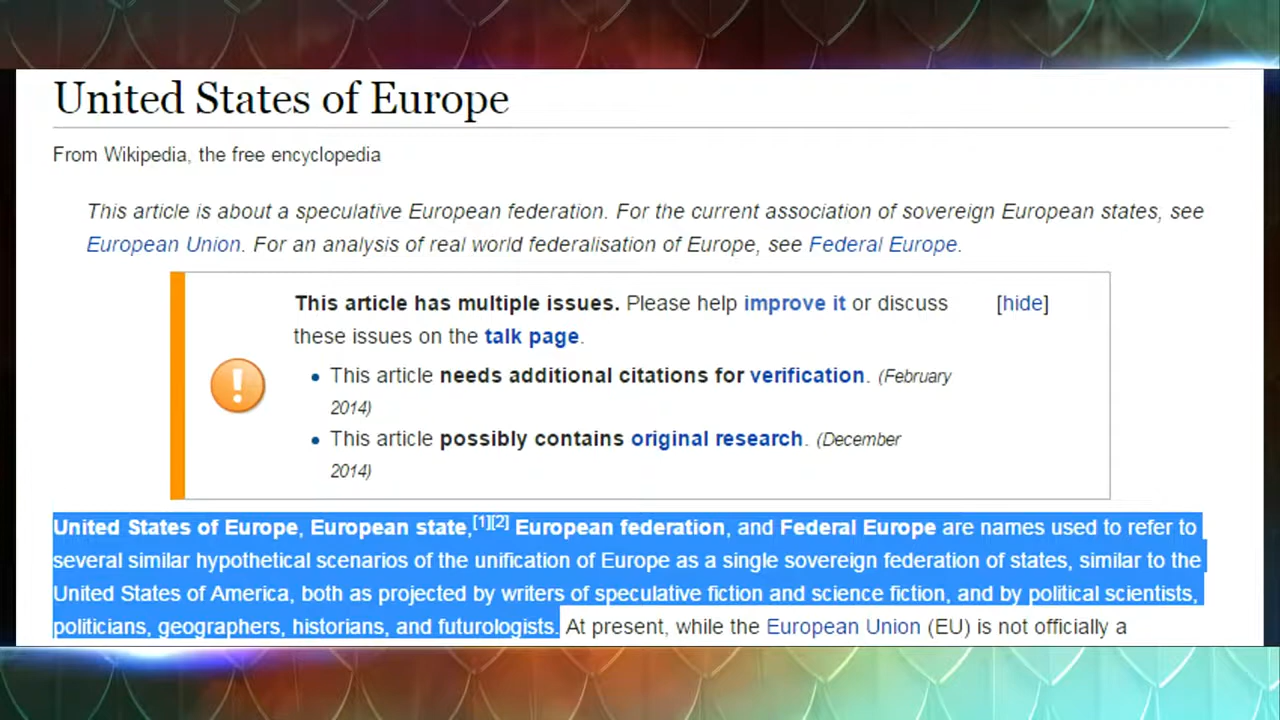 United States of Europe
From Wikipedia, the free encyclopedia
This article is about a speculative European federation. For the current association of sovereign European states, see
European Union. For an analysis of real world federalisation of Europe, see Federal Europe.
This article has multiple issues. Please help improve it or discuss [hide]
these issues on the talk page.
• This article needs additional citations for verification. (February
2014)
• This article possibly contains original research. (December
2014)
United States of Europe, European state,[1][2] European federation, and Federal Europe are names used to refer to
several similar hypothetical scenarios of the unification of Europe as a single sovereign federation of states, similar to the
United States of America, both as projected by writers of speculative fiction and science fiction, and by political scientists,
politicians, geographers, historians, and futurologists. At present, while the European Union (EU) is not officially a